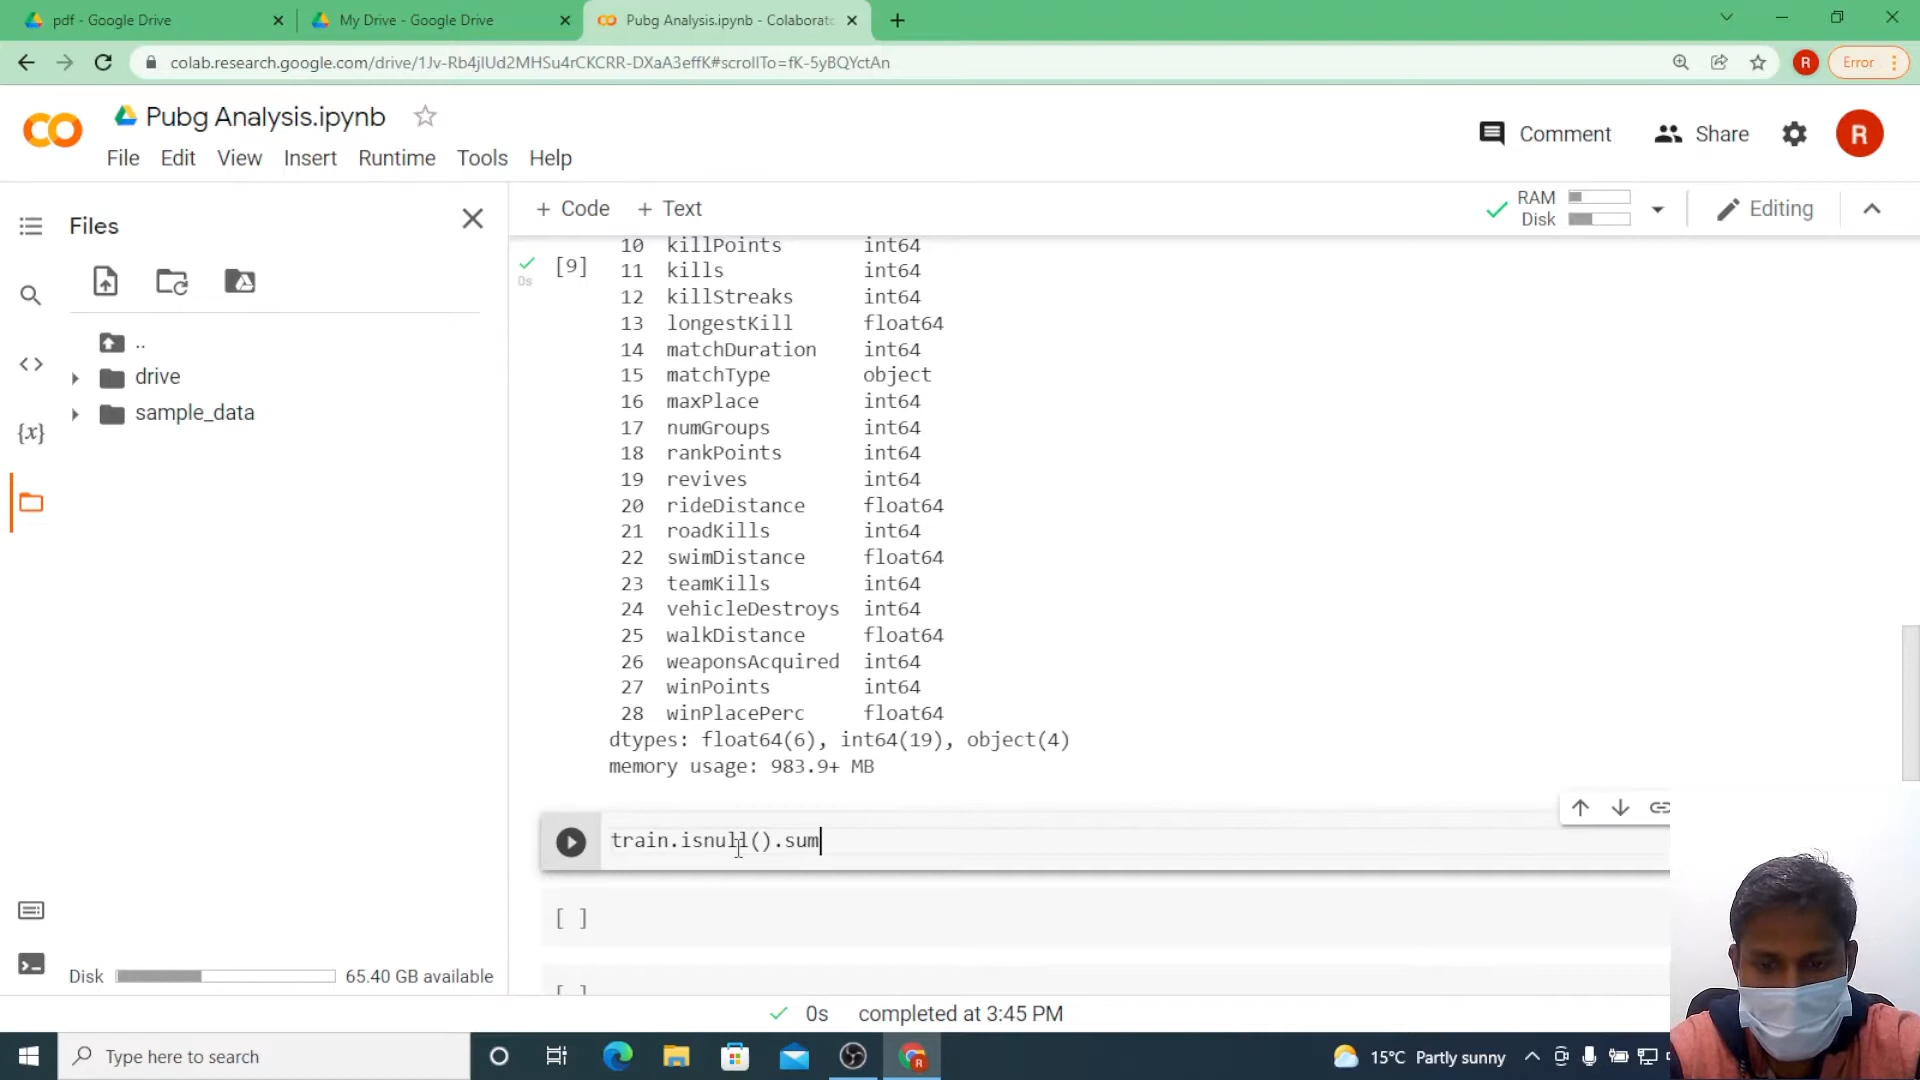 pdf - Google Drive
My Drive - Google Drive
Pubg Analysis.ipynb - Colaborato
colab.research.google.com/drive/1Jv-Rb4jlUd2MHSu4rCKCRR-DXaA3effK#scrollTo=fK-5yBQYctAn
R
Error
Pubg Analysis.ipynb
File Edit View Insert Runtime Tools Help
Comment
Share
R
Files
+ Code + Text
RAM
Disk
Editing
..
drive
sample_data
{x}
[9]
0s
10 killPoints int64
11 kills int64
12 killStreaks int64
13 longestKill float64
14 matchDuration int64
15 matchType object
16 maxPlace int64
17 numGroups int64
18 rankPoints int64
19 revives int64
20 rideDistance float64
21 roadKills int64
22 swimDistance float64
23 teamKills int64
24 vehicleDestroys int64
25 walkDistance float64
26 weaponsAcquired int64
27 winPoints int64
28 winPlacePerc float64
dtypes: float64(6), int64(19), object(4)
memory usage: 983.9+ MB
train.isnull().sum
[ ]
[ ]
Disk 65.40 GB available
0s completed at 3:45 PM
Type here to search
R
15°C Partly sunny